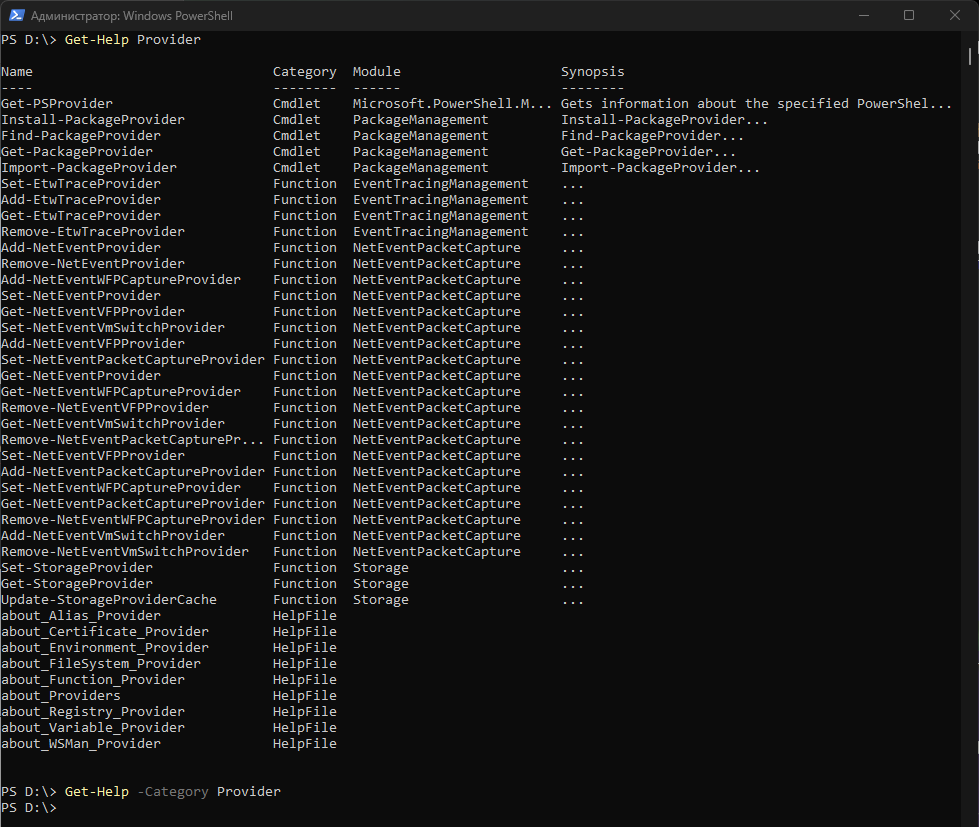 Администратор: Windows PowerShell
PS D:\> Get-Help Provider
Name Category Module Synopsis
---- -------- ------ --------
Get-PSProvider Cmdlet Microsoft.PowerShell.M... Gets information about the specified PowerShel...
Install-PackageProvider Cmdlet PackageManagement Install-PackageProvider...
Find-PackageProvider Cmdlet PackageManagement Find-PackageProvider...
Get-PackageProvider Cmdlet PackageManagement Get-PackageProvider...
Import-PackageProvider Cmdlet PackageManagement Import-PackageProvider...
Set-EtwTraceProvider Function EventTracingManagement ...
Add-EtwTraceProvider Function EventTracingManagement ...
Get-EtwTraceProvider Function EventTracingManagement ...
Remove-EtwTraceProvider Function EventTracingManagement ...
Add-NetEventProvider Function NetEventPacketCapture ...
Remove-NetEventProvider Function NetEventPacketCapture ...
Add-NetEventWFPCaptureProvider Function NetEventPacketCapture ...
Set-NetEventProvider Function NetEventPacketCapture ...
Get-NetEventVFPProvider Function NetEventPacketCapture ...
Set-NetEventVmSwitchProvider Function NetEventPacketCapture ...
Add-NetEventVFPProvider Function NetEventPacketCapture ...
Set-NetEventPacketCaptureProvider Function NetEventPacketCapture ...
Get-NetEventProvider Function NetEventPacketCapture ...
Get-NetEventWFPCaptureProvider Function NetEventPacketCapture ...
Remove-NetEventVFPProvider Function NetEventPacketCapture ...
Get-NetEventVmSwitchProvider Function NetEventPacketCapture ...
Remove-NetEventPacketCapturePr... Function NetEventPacketCapture ...
Set-NetEventVFPProvider Function NetEventPacketCapture ...
Add-NetEventPacketCaptureProvider Function NetEventPacketCapture ...
Set-NetEventWFPCaptureProvider Function NetEventPacketCapture ...
Get-NetEventPacketCaptureProvider Function NetEventPacketCapture ...
Remove-NetEventWFPCaptureProvider Function NetEventPacketCapture ...
Add-NetEventVmSwitchProvider Function NetEventPacketCapture ...
Remove-NetEventVmSwitchProvider Function NetEventPacketCapture ...
Set-StorageProvider Function Storage ...
Get-StorageProvider Function Storage ...
Update-StorageProviderCache Function Storage ...
about_Alias_Provider HelpFile
about_Certificate_Provider HelpFile
about_Environment_Provider HelpFile
about_FileSystem_Provider HelpFile
about_Function_Provider HelpFile
about_Providers HelpFile
about_Registry_Provider HelpFile
about_Variable_Provider HelpFile
about_WSMan_Provider HelpFile
PS D:\> Get-Help -Category Provider
PS D:\>